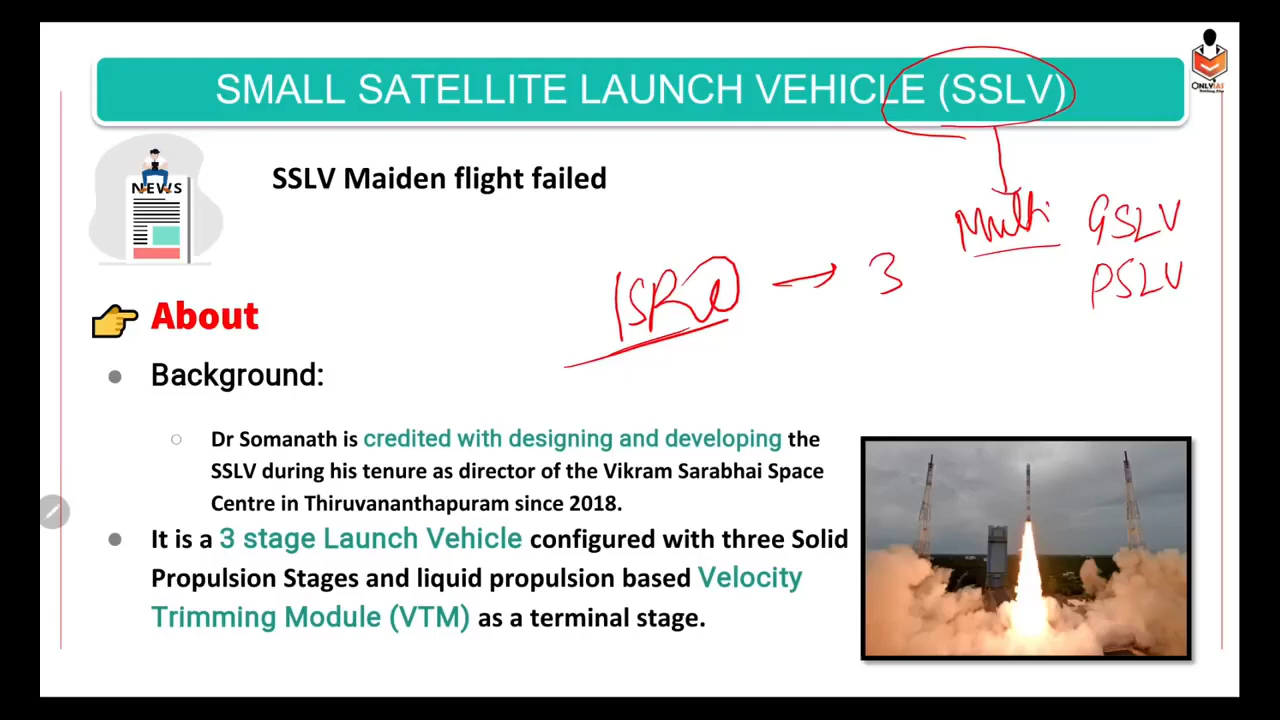 SMALL SATELLITE LAUNCH VEHICLE (SSLV)
ONLYIAS
NEWS
SSLV Maiden flight failed
Multi GSLV
PSLV
ISRO → 3
👉 About
● Background:
○ Dr Somanath is credited with designing and developing the
SSLV during his tenure as director of the Vikram Sarabhai Space
Centre in Thiruvananthapuram since 2018.
● It is a 3 stage Launch Vehicle configured with three Solid
Propulsion Stages and liquid propulsion based Velocity
Trimming Module (VTM) as a terminal stage.